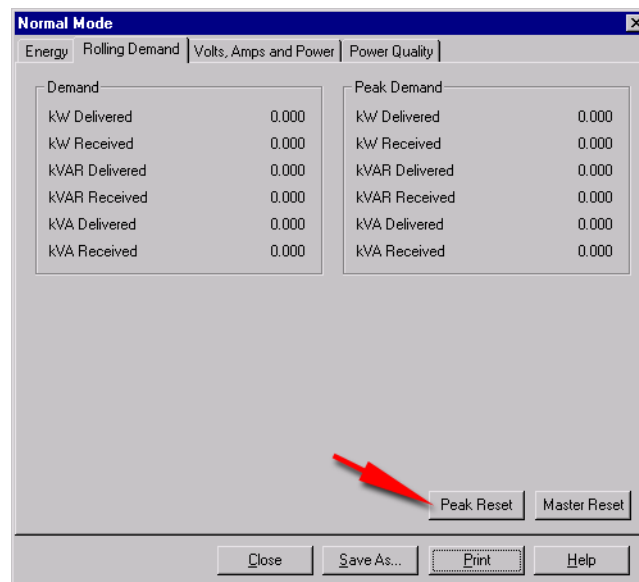 Normal Mode
Energy Rolling Demand Volts, Amps and Power Power Quality
Demand
kW Delivered 0.000
kW Received 0.000
kVAR Delivered 0.000
kVAR Received 0.000
kVA Delivered 0.000
kVA Received 0.000
Peak Demand
kW Delivered 0.000
kW Received 0.000
kVAR Delivered 0.000
kVAR Received 0.000
kVA Delivered 0.000
kVA Received 0.000
Peak Reset Master Reset
Close Save As... Print Help